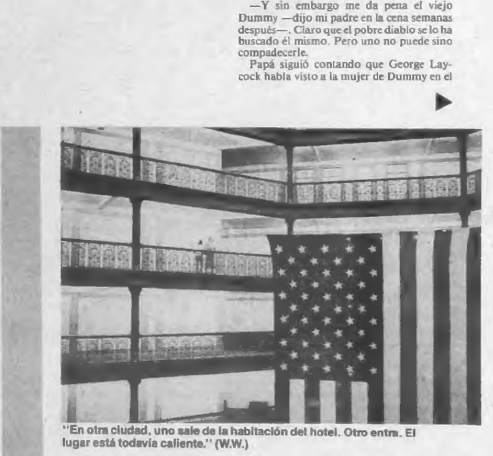 —Y sin embargo me da pena el viejo
Dummy —dijo mi padre en la cena semanas
después—. Claro que el pobre diablo se lo ha
buscado él mismo. Pero uno no puede sino
compadecerle.
Papá siguió contando que George Lay-
cock había visto a la mujer de Dummy en el
"En otra ciudad, uno sale de la habitación del hotel. Otro entra. El
lugar está todavía caliente." (W.W.)